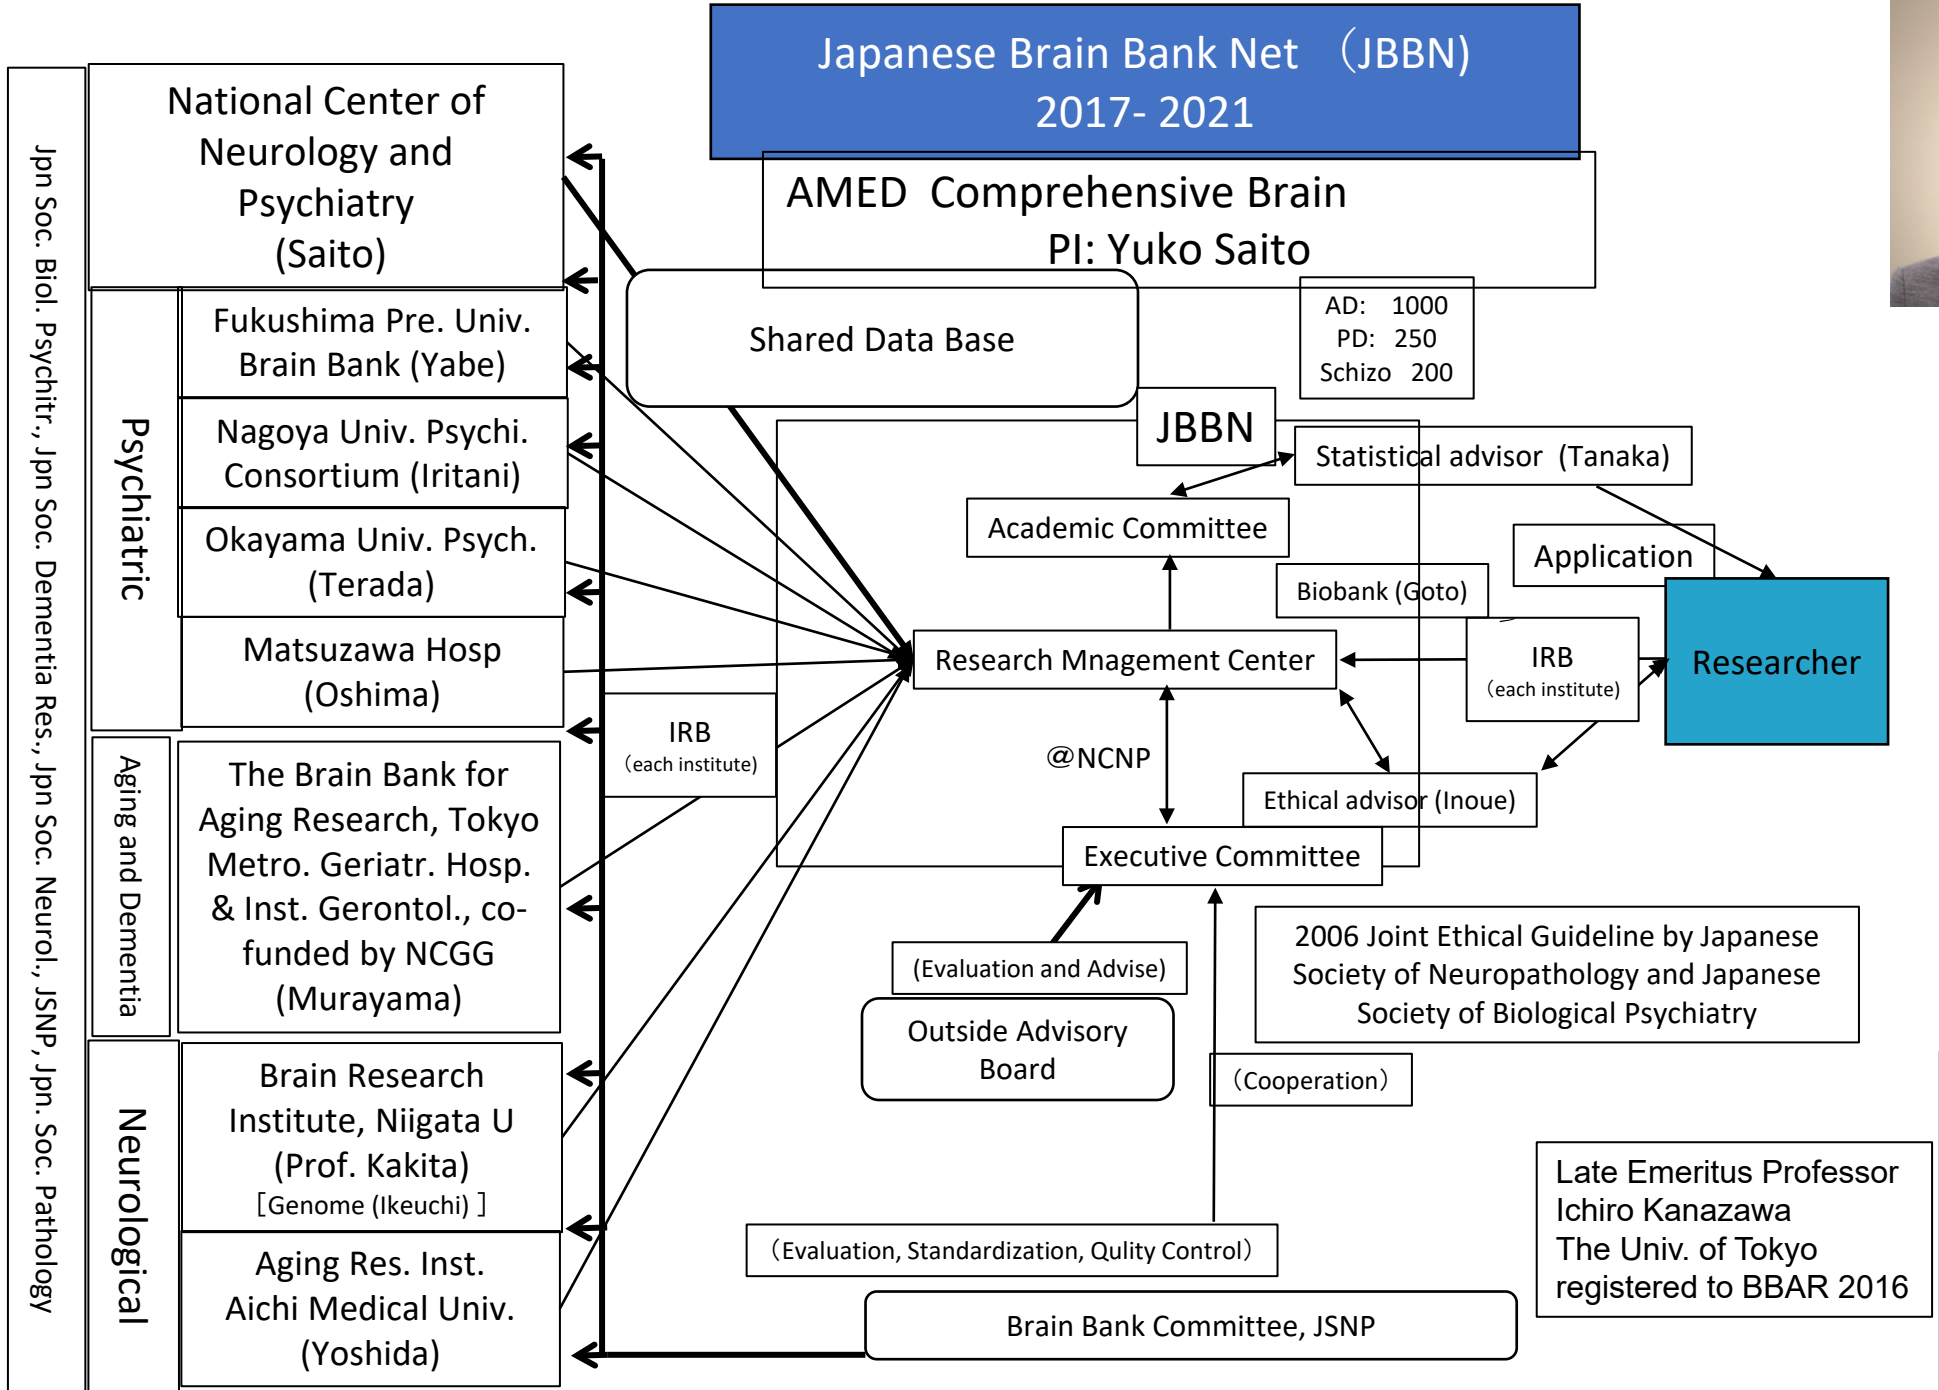 Japanese Brain Bank Net （JBBN)
2017- 2021
AMED  Comprehensive Brain
PI: Yuko Saito
Jpn Soc. Biol. Psychitr., Jpn Soc. Dementia Res., Jpn Soc. Neurol., JSNP, Jpn. Soc. Pathology
National Center of
Neurology and
Psychiatry
(Saito)
Psychiatric
Fukushima Pre. Univ.
Brain Bank (Yabe)
Nagoya Univ. Psychi.
Consortium (Iritani)
Okayama Univ. Psych.
(Terada)
Matsuzawa Hosp
(Oshima)
Aging and Dementia
The Brain Bank for
Aging Research, Tokyo
Metro. Geriatr. Hosp.
& Inst. Gerontol., co-
funded by NCGG
(Murayama)
Neurological
Brain Research
Institute, Niigata U
(Prof. Kakita)
［Genome (Ikeuchi) ］
Aging Res. Inst.
Aichi Medical Univ.
(Yoshida)
Shared Data Base
AD:   1000
PD:   250
Schizo   200
JBBN
Statistical advisor  (Tanaka)
Academic Committee
Application
Biobank (Goto)
Research Mnagement Center
IRB
（each institute)
Researcher
IRB
（each institute)
@NCNP
Ethical advisor (Inoue)
Executive Committee
(Evaluation and Advise)
Outside Advisory
Board
2006 Joint Ethical Guideline by Japanese
Society of Neuropathology and Japanese
Society of Biological Psychiatry
（Cooperation）
（Evaluation, Standardization, Qulity Control）
Brain Bank Committee, JSNP
Late Emeritus Professor
Ichiro Kanazawa
The Univ. of Tokyo
registered to BBAR 2016